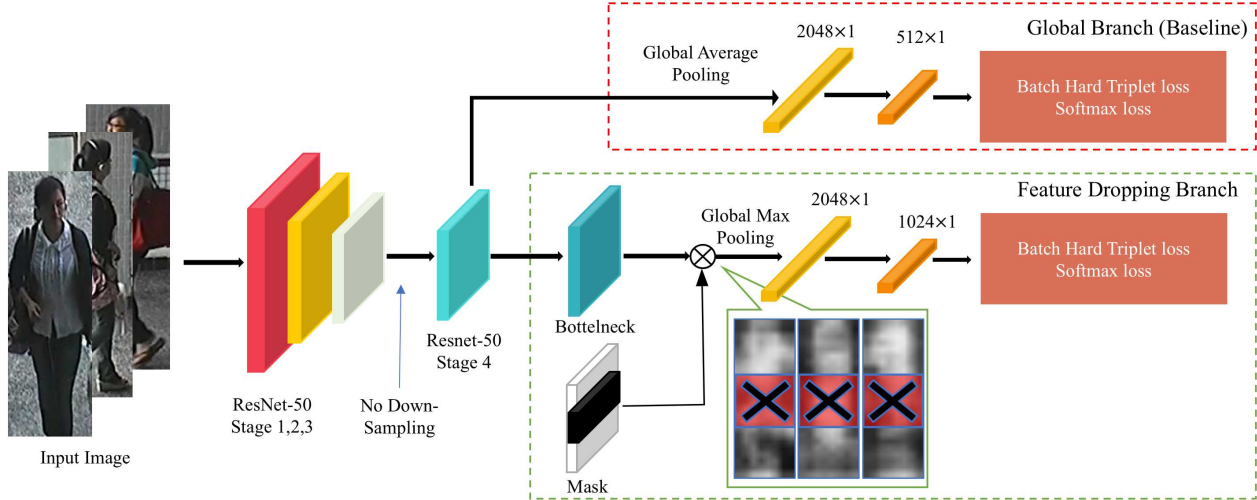 Global Branch (Baseline)
Global Average
Pooling
2048×1
512×1
Batch Hard Triplet loss
Softmax loss
Feature Dropping Branch
Global Max
Pooling
2048×1
1024×1
Batch Hard Triplet loss
Softmax loss
Bottelneck
Resnet-50
Stage 4
ResNet-50
Stage 1,2,3
No Down-
Sampling
Input Image
Mask